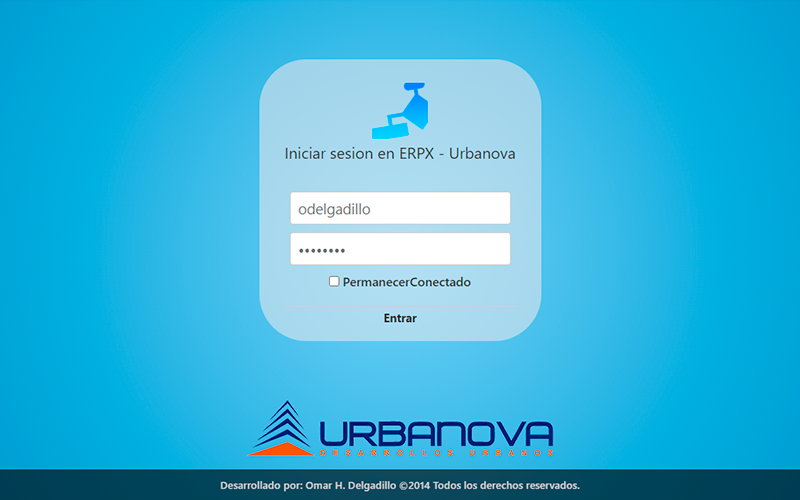 Iniciar sesion en ERPX - Urbanova
odelgadillo
••••••••
PermanecerConectado
Entrar
URBANOVA
DESARROLLOS URBANOS
Desarrollado por: Omar H. Delgadillo ©2014 Todos los derechos reservados.